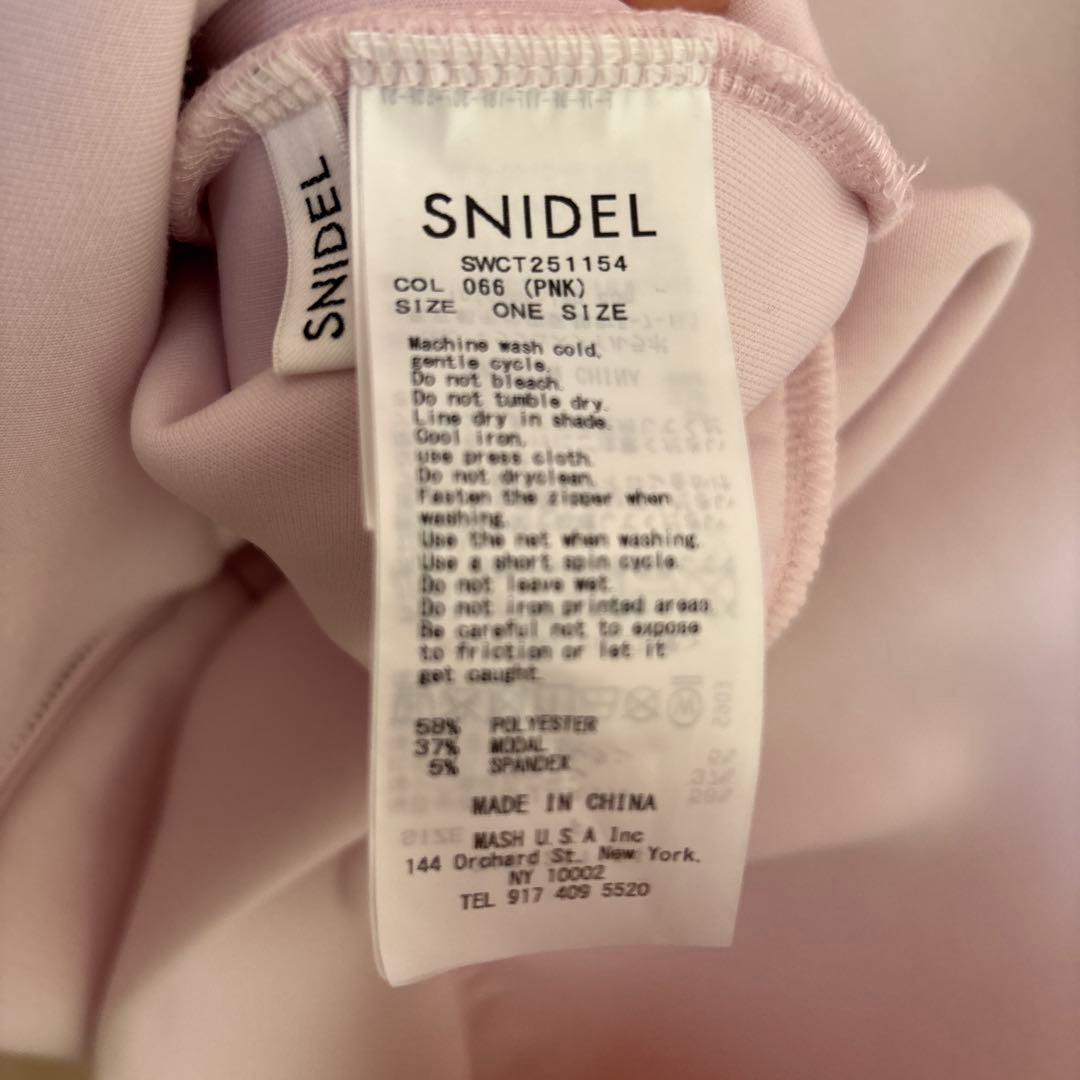 SNIDEL
SNIDEL
SWCT251154
COL 066 (PNK)
SIZE ONE SIZE
Machine wash cold,
gentle cycle.
Do not bleach.
Do not tumble dry.
Line dry in shade.
Cool iron,
use press cloth.
Do not dryclean.
Fasten the zipper when
washing.
Use the net when washing.
Use a short spin cycle.
Do not leave wet.
Do not iron printed areas.
Be careful not to expose
to friction or let it
get caught.
58% POLYESTER
37% MODAL
5% SPANDEX
MADE IN CHINA
MASH U.S.A Inc
144 Orchard St. New York.
NY 10002
TEL 917 409 5520